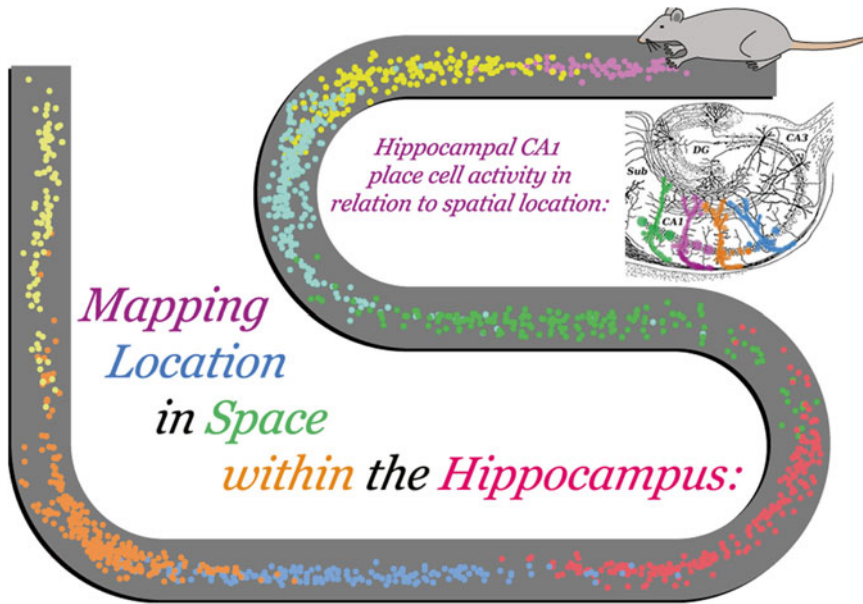 Hippocampal CA1
place cell activity in
relation to spatial location:
DG
CA3
Sub
CA1
Mapping
Location
in Space
within the Hippocampus: